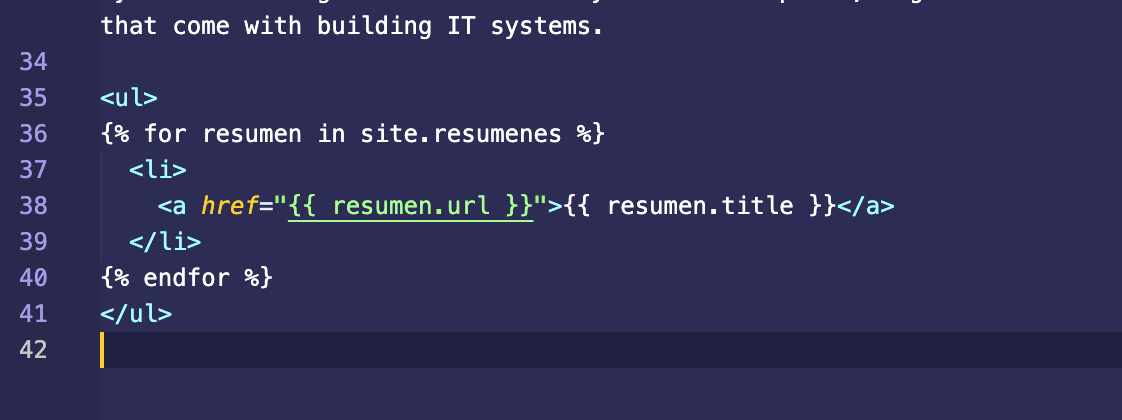 that come with building IT systems.
34
35 <ul>
36 {% for resumen in site.resumenes %}
37 <li>
38 <a href="{{ resumen.url }}">{{ resumen.title }}</a>
39 </li>
40 {% endfor %}
41 </ul>
42